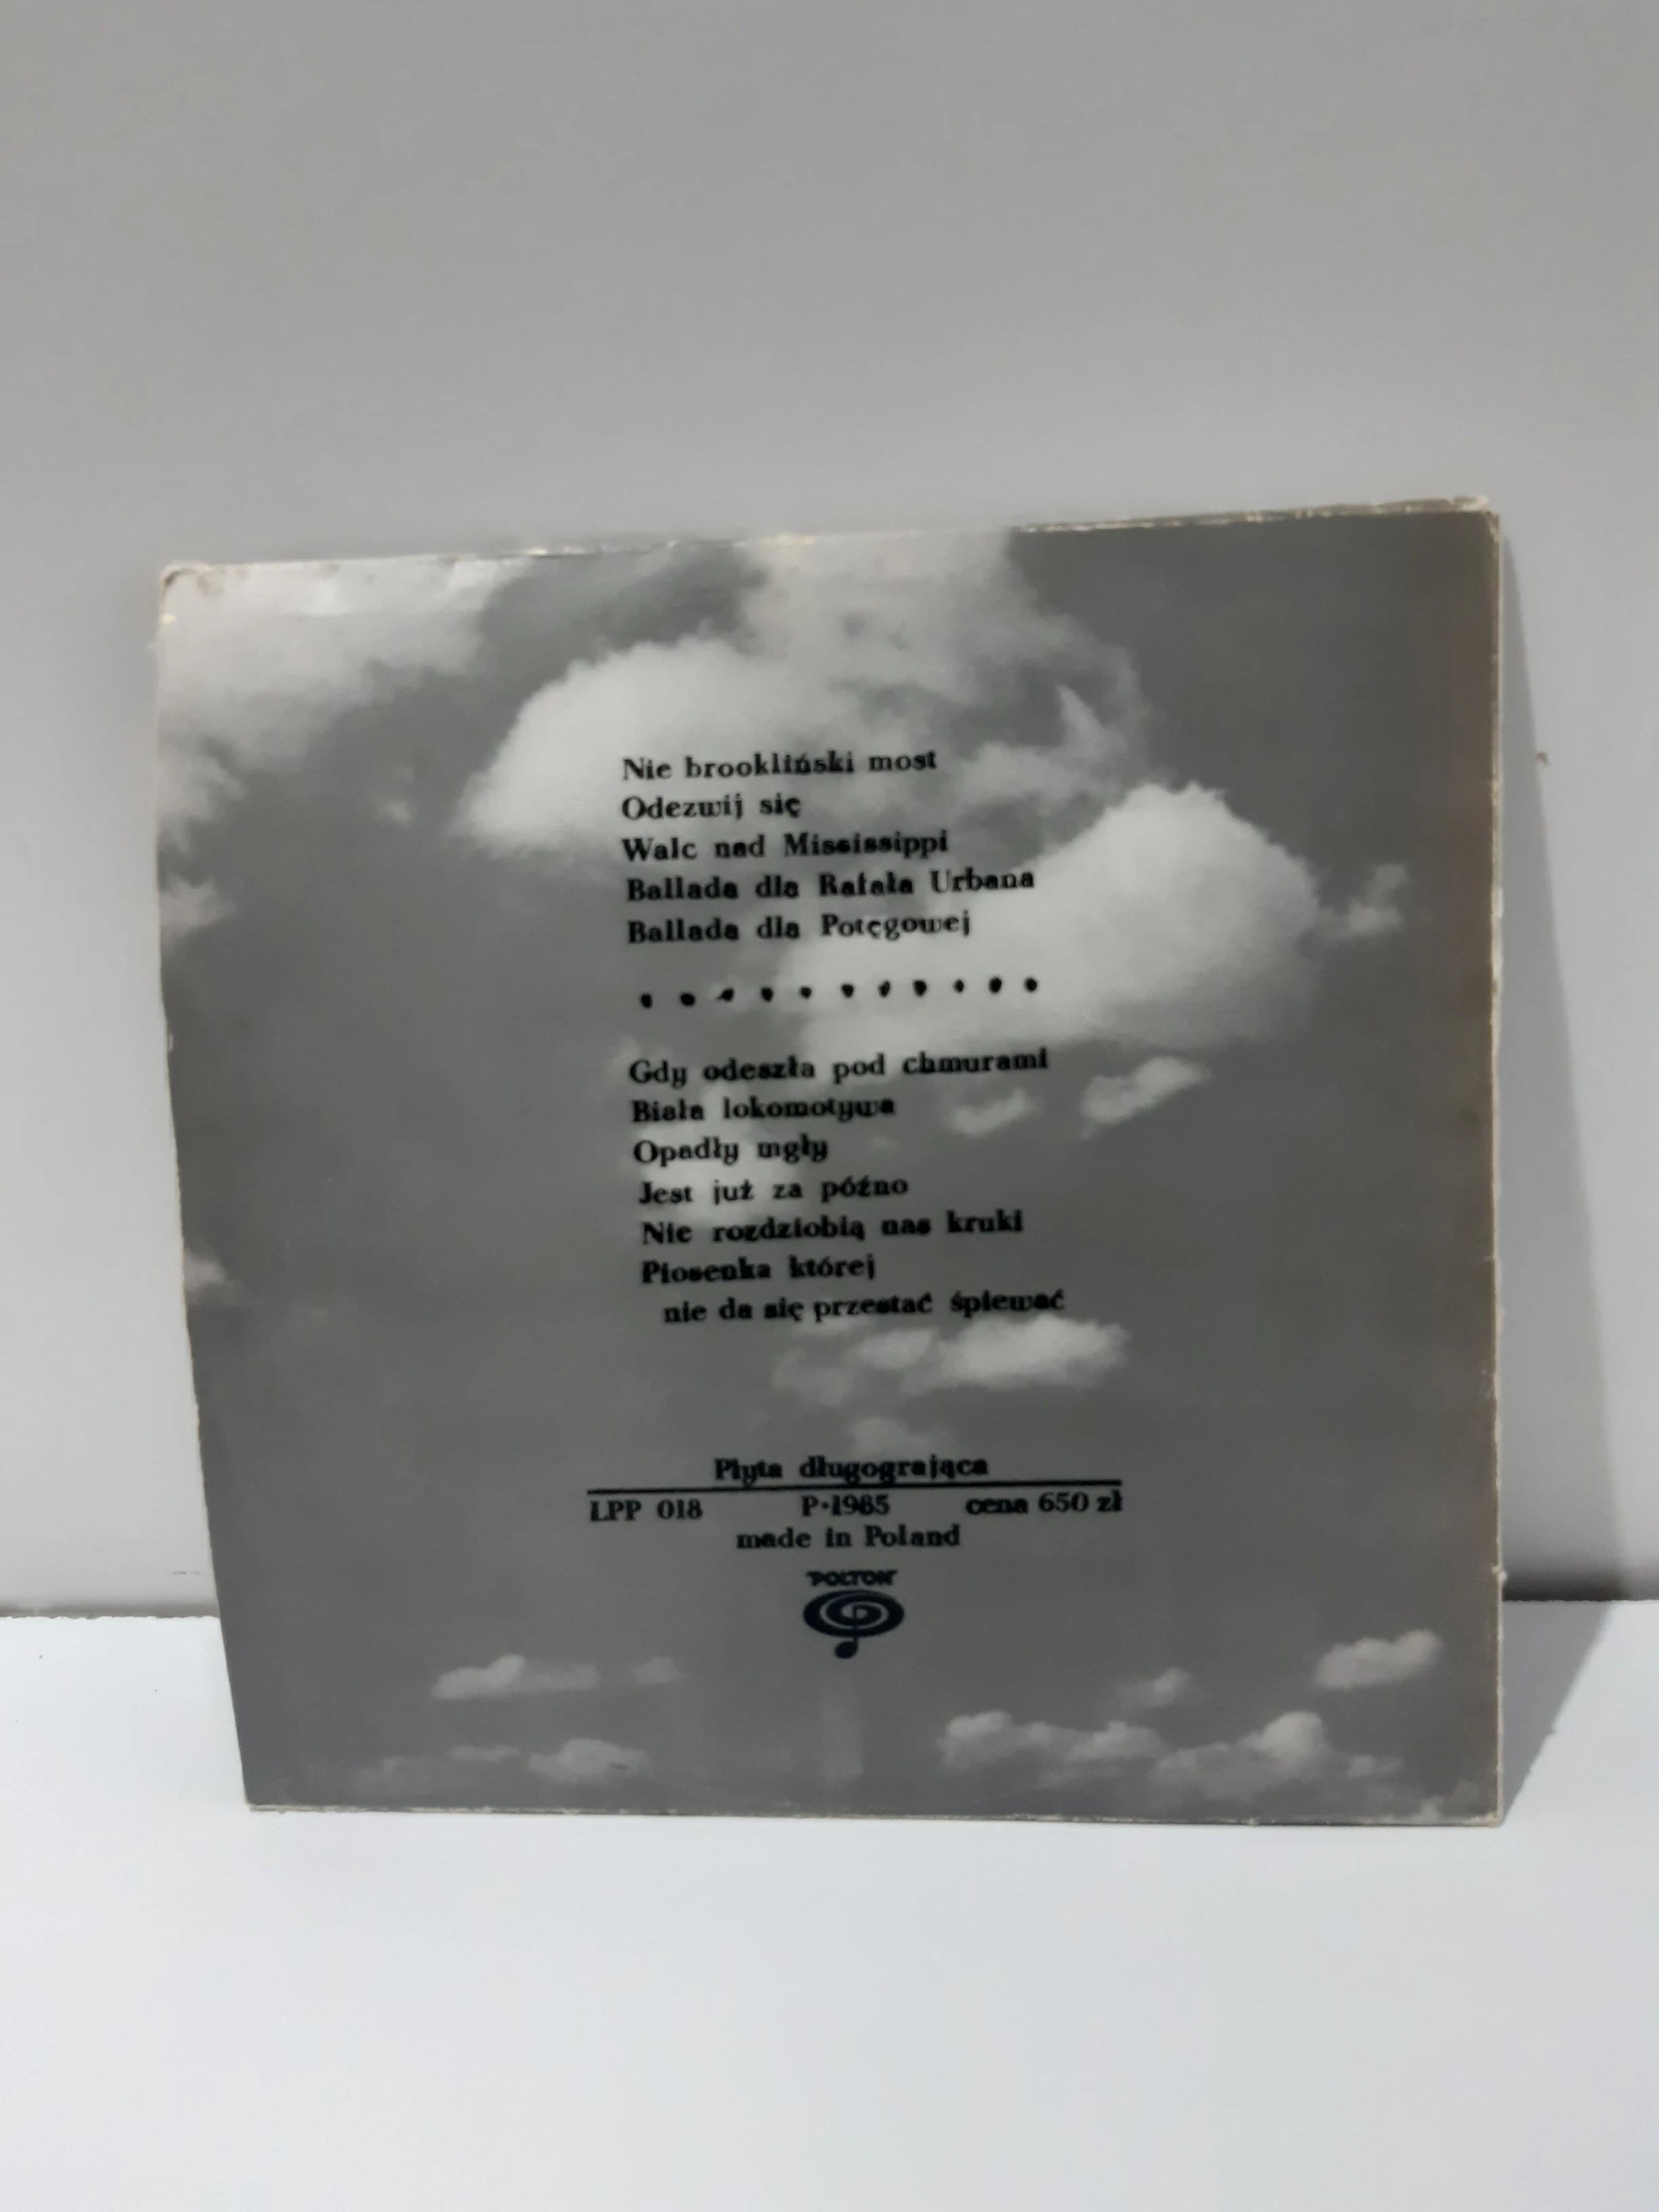 Nie brookliński most
Odezwij się
Walc nad Mississippi
Ballada dla Rafała Urbana
Ballada dla Potęgowej
• • • • • • • • • • •
Gdy odeszła pod chmurami
Biała lokomotywa
Opadły mgły
Jest już za późno
Nie rozdziobią nas kruki
Piosenka której
nie da się przestać śpiewać
Płyta długogrająca
LPP 018 P·1985 cena 650 zł
made in Poland
"POLTON"